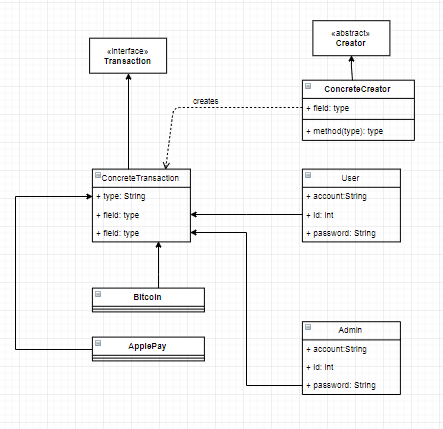 «interface»
Transaction
«abstract»
Creator
ConcreteCreator
+ field: type
+ method(type): type
creates
ConcreteTransaction
+ type: String
+ field: type
+ field: type
User
+ account:String
+ id: int
+ password: String
Bitcoin
ApplePay
Admin
+ account:String
+ id: int
+ password: String